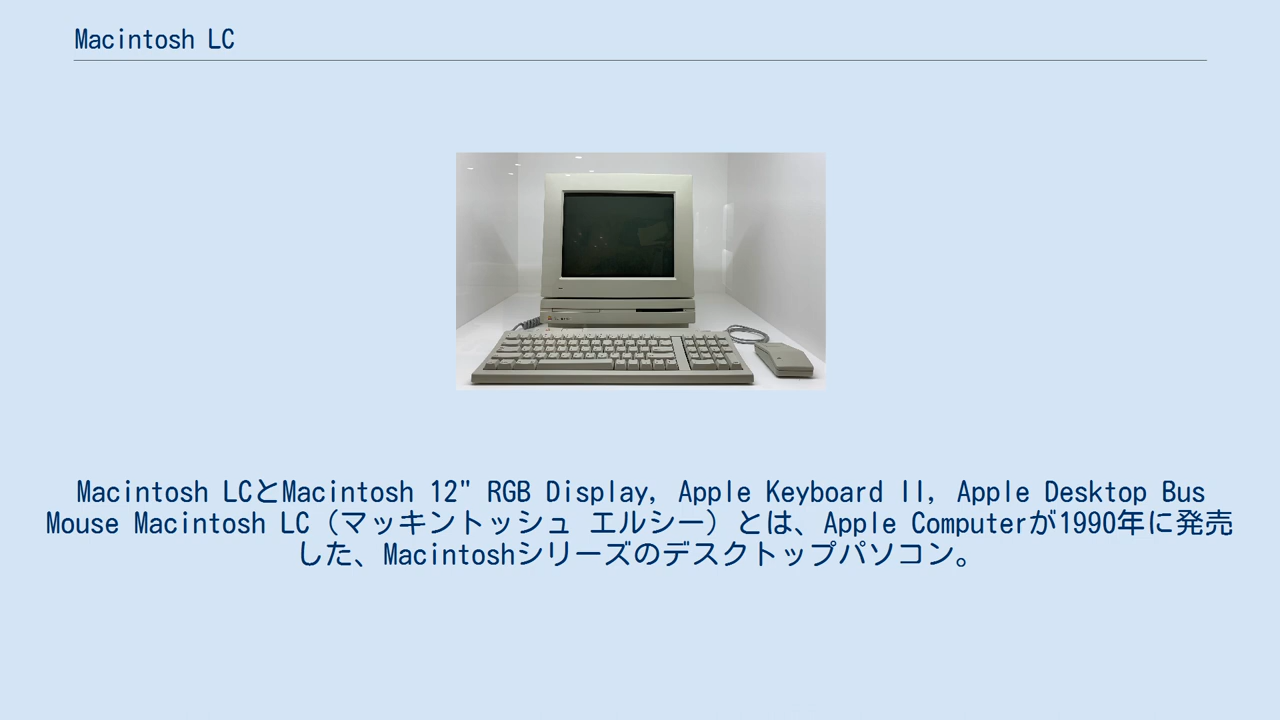 Macintosh LC
Macintosh LCとMacintosh 12" RGB Display, Apple Keyboard II, Apple Desktop Bus
Mouse Macintosh LC（マッキントッシュ エルシー）とは、Apple Computerが1990年に発売
した、Macintoshシリーズのデスクトップパソコン。